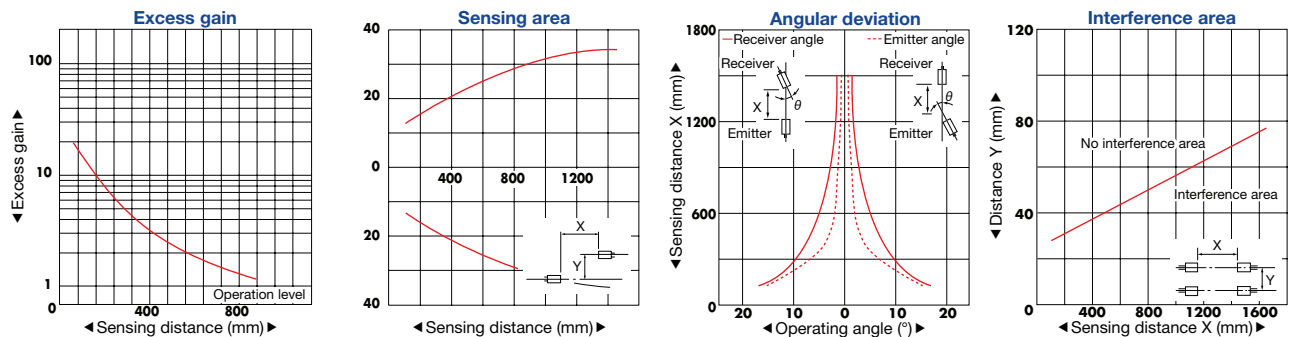 Excess gain
100
10
1
0
400
800
Operation level
◄Excess gain►
◄Sensing distance (mm)►
Sensing area
40
20
0
20
40
400
800
1200
X
Y
◄Sensing distance (mm)►
Angular deviation
1800
1200
600
0
Receiver angle
Emitter angle
Receiver
X
θ
Emitter
Receiver
X
θ
Emitter
20
10
0
10
20
◄Sensing distance X (mm)►
◄Operating angle (°)►
Interference area
120
80
40
0
No interference area
Interference area
X
Y
400
800
1200
1600
◄Distance Y (mm)►
◄Sensing distance X (mm)►